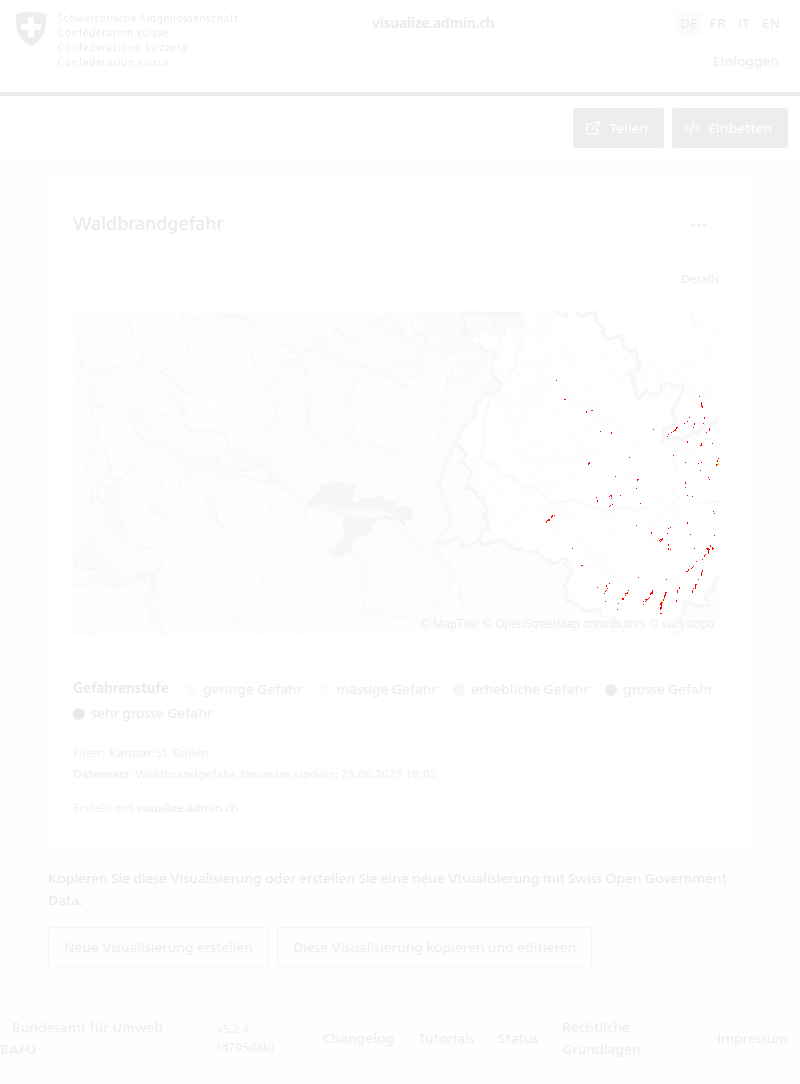 Schweizerische Eidgenossenschaft
Confédération suisse
Confederazione Svizzera
Confederaziun svizra
visualize.admin.ch
DE FR IT EN
Einloggen
Teilen Einbetten
Waldbrandgefahr
Details
© MapTiler © OpenStreetMap contributors © swisstopo
Gefahrenstufe geringe Gefahr mässige Gefahr erhebliche Gefahr grosse Gefahr
sehr grosse Gefahr
Filter: Kanton: St. Gallen
Datensatz: Waldbrandgefahr, Neuestes Update: 25.06.2025 10:03
Erstellt mit visualize.admin.ch
Kopieren Sie diese Visualisierung oder erstellen Sie eine neue Visualisierung mit Swiss Open Government
Data.
Neue Visualisierung erstellen Diese Visualisierung kopieren und editieren
Bundesamt für Umwelt
BAFU
v5.2.4
(d705dab)
Changelog Tutorials Status Rechtliche
Grundlagen
Impressum